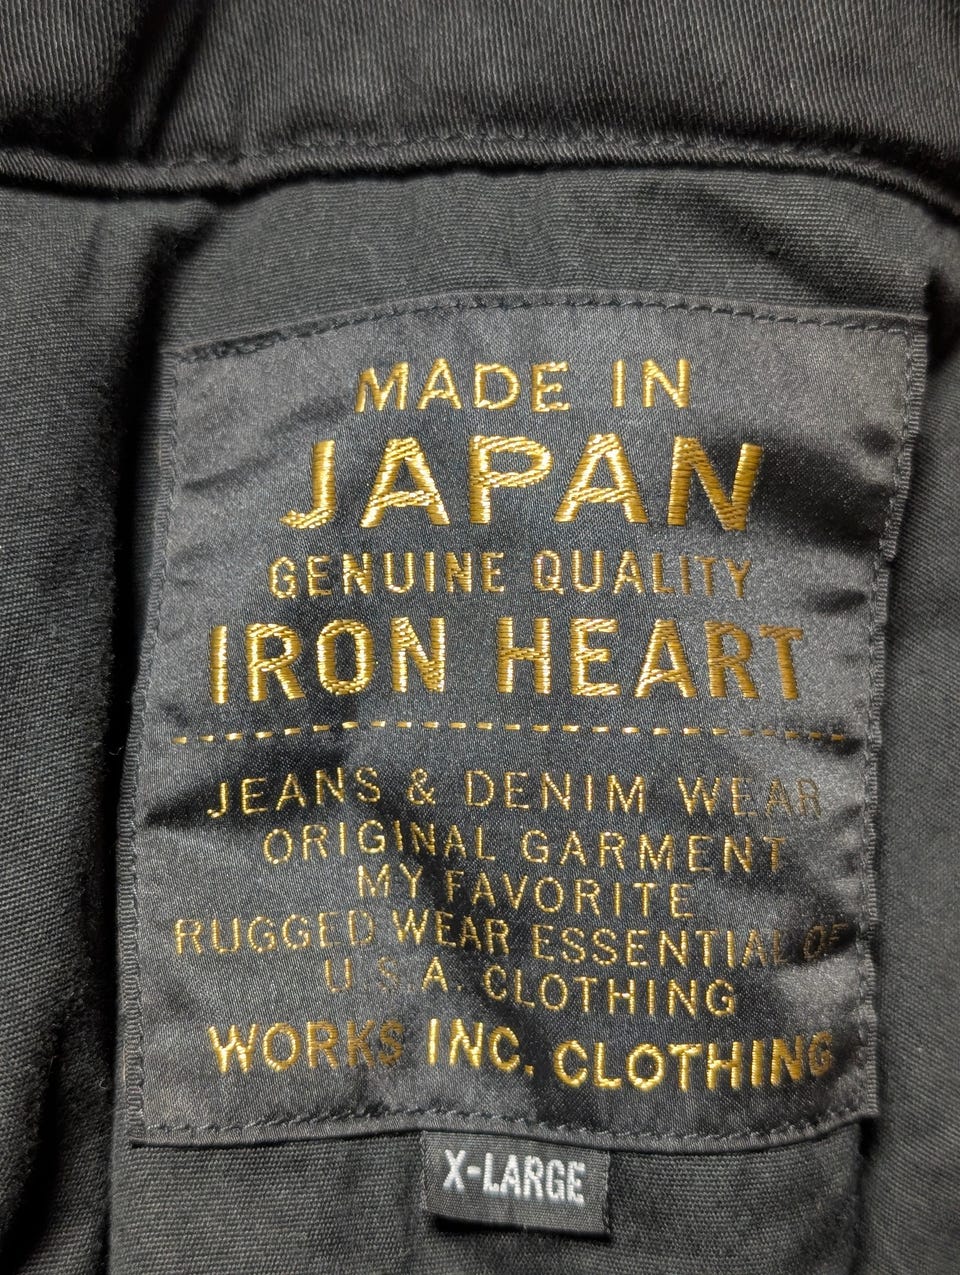 MADE IN
JAPAN
GENUINE QUALITY
IRON HEART
JEANS & DENIM WEAR
ORIGINAL GARMENT
MY FAVORITE
RUGGED WEAR ESSENTIAL OF
U.S.A. CLOTHING
WORKS INC. CLOTHING
X-LARGE